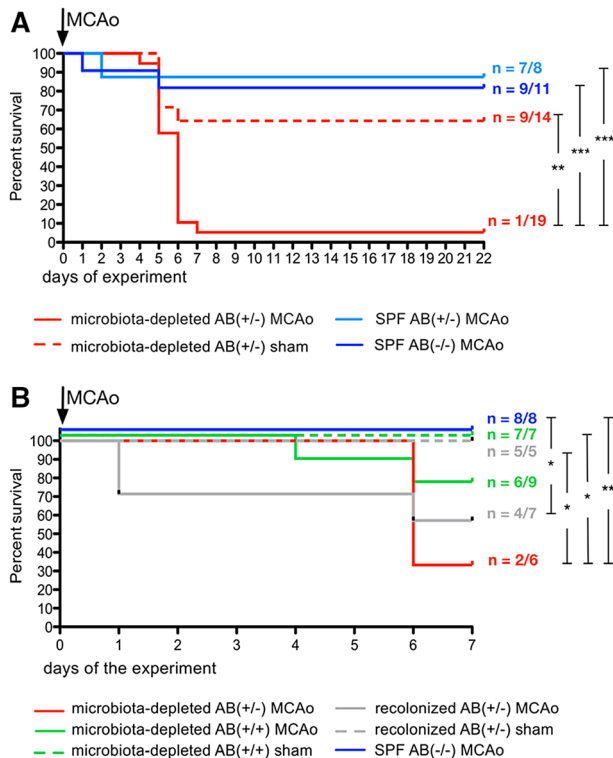 A
MCAo
Percent survival
100
90
80
70
60
50
40
30
20
10
0
n = 7/8
n = 9/11
n = 9/14
n = 1/19
**
***
***
0 1 2 3 4 5 6 7 8 9 10 11 12 13 14 15 16 17 18 19 20 21 22
days of experiment
microbiota-depleted AB(+/-) MCAo
SPF AB(+/-) MCAo
microbiota-depleted AB(+/-) sham
SPF AB(-/-) MCAo
B
MCAo
Percent survival
100
90
80
70
60
50
40
30
20
10
0
n = 8/8
n = 7/7
n = 5/5
n = 6/9
n = 4/7
n = 2/6
*
*
*
**
0 1 2 3 4 5 6 7
days of the experiment
microbiota-depleted AB(+/-) MCAo
recolonized AB(+/-) MCAo
microbiota-depleted AB(+/+) MCAo
recolonized AB(+/-) sham
microbiota-depleted AB(+/+) sham
SPF AB(-/-) MCAo